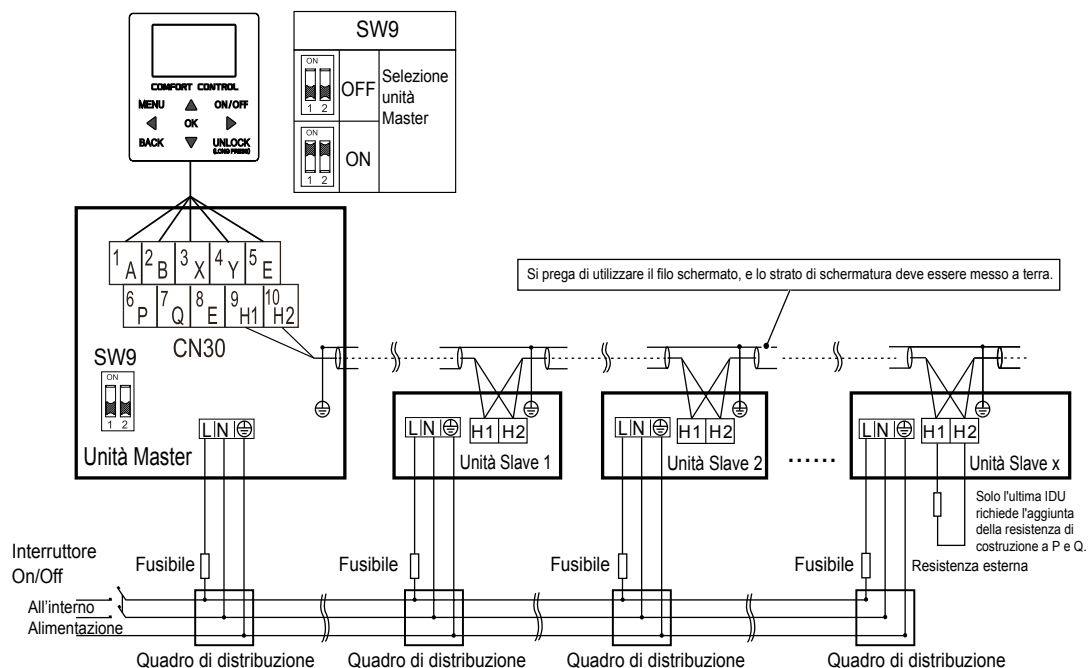 SW9
ON
1 2
OFF
ON
1 2
ON
Selezione
unità
Master
COMFORT CONTROL
MENU
ON/OFF
OK
BACK
UNLOCK
(LONG PRESS)
1 A 2 B 3 X 4 Y 5 E
6 P 7 Q 8 E 9 H1 10 H2
CN30
SW9
ON
1 2
Unità Master
L N
Si prega di utilizzare il filo schermato, e lo strato di schermatura deve essere messo a terra.
L N
H1 H2
Unità Slave 1
L N
H1 H2
Unità Slave 2
......
L N
H1 H2
Unità Slave x
Solo l'ultima IDU
richiede l'aggiunta
della resistenza di
costruzione a P e Q.
Resistenza esterna
Interruttore
On/Off
Fusibile
Fusibile
Fusibile
Fusibile
All'interno
Alimentazione
Quadro di distribuzione
Quadro di distribuzione
Quadro di distribuzione
Quadro di distribuzione